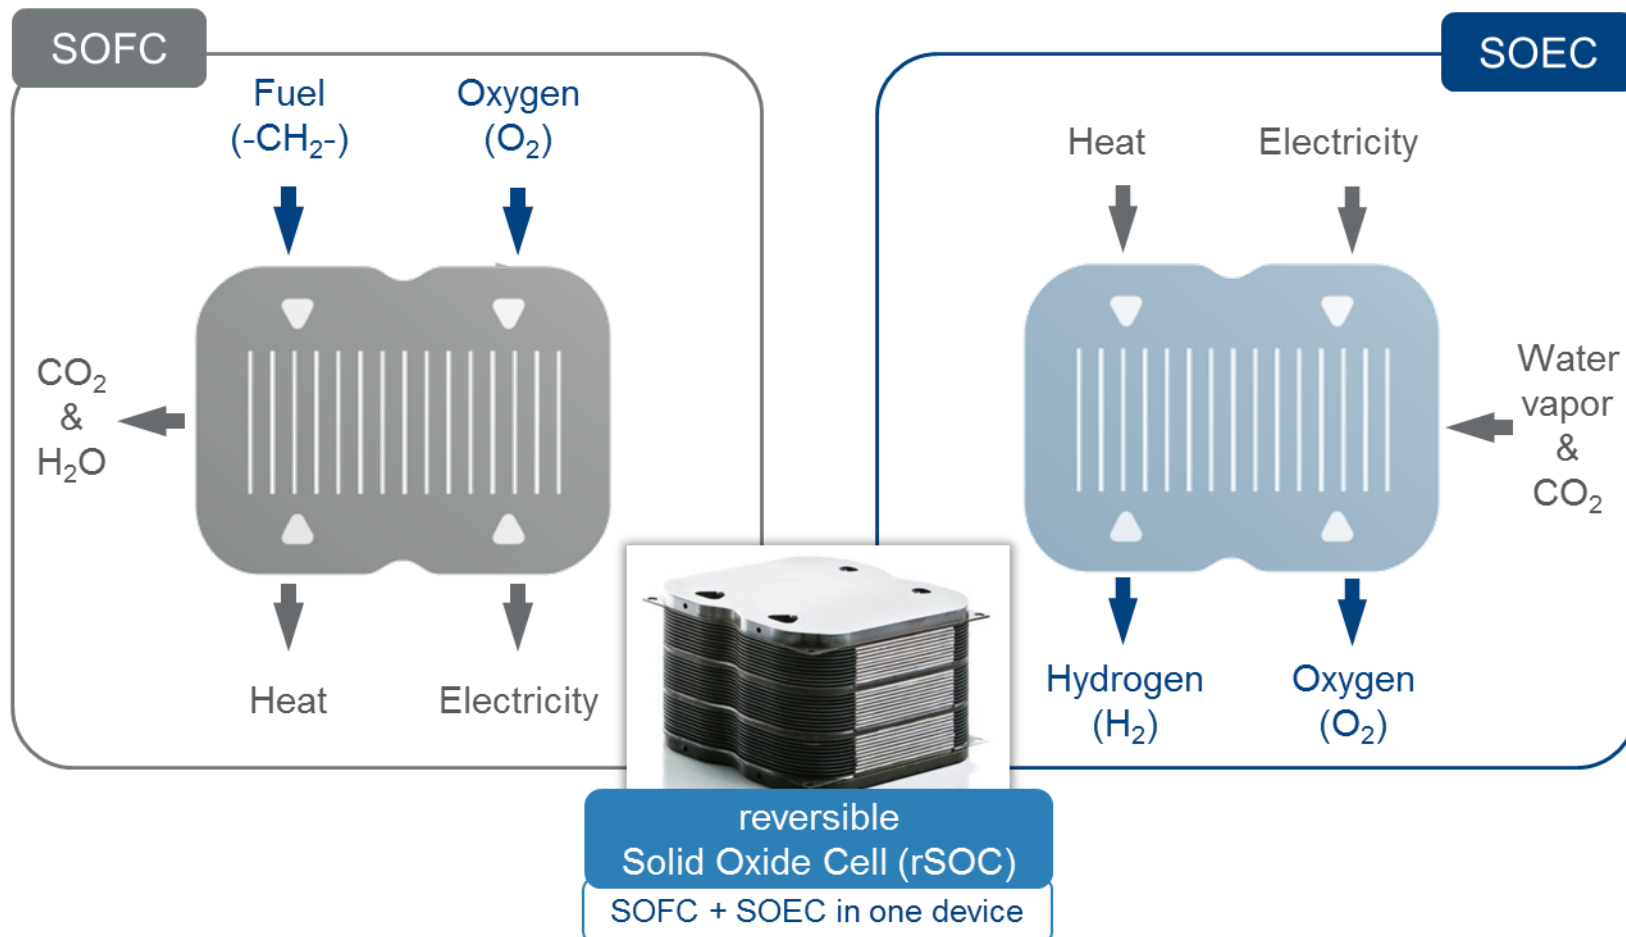 SOFC
Fuel
(-CH₂-)
Oxygen
(O₂)
CO₂
&
H₂O
Heat
Electricity
SOEC
Heat
Electricity
Water
vapor
&
CO₂
Hydrogen
(H₂)
Oxygen
(O₂)
reversible
Solid Oxide Cell (rSOC)
SOFC + SOEC in one device